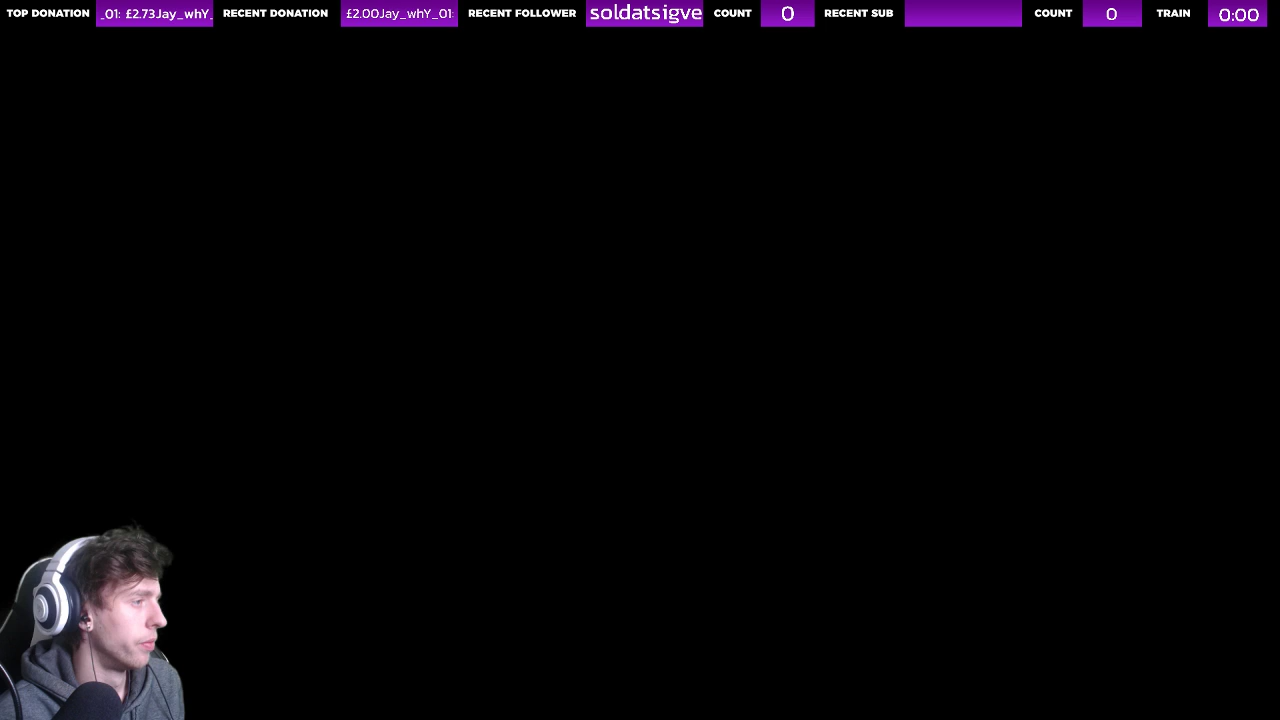 TOP DONATION _01: £2.73Jay_whY_ RECENT DONATION £2.00Jay_whY_01: RECENT FOLLOWER soldatsigve COUNT 0 RECENT SUB COUNT 0 TRAIN 0:00